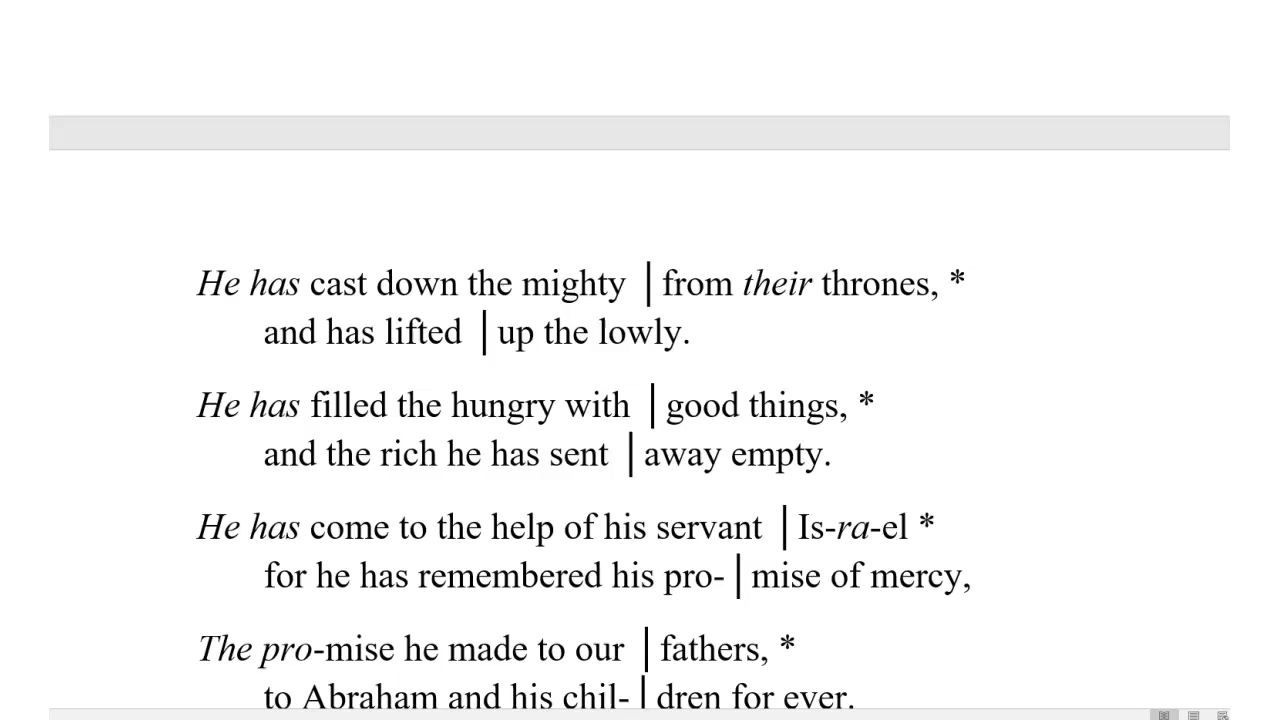 He has cast down the mighty | from their thrones, *
and has lifted | up the lowly.
He has filled the hungry with | good things, *
and the rich he has sent | away empty.
He has come to the help of his servant | Is-ra-el *
for he has remembered his pro- | mise of mercy,
The pro-mise he made to our | fathers, *
to Abraham and his chil- | dren for ever.